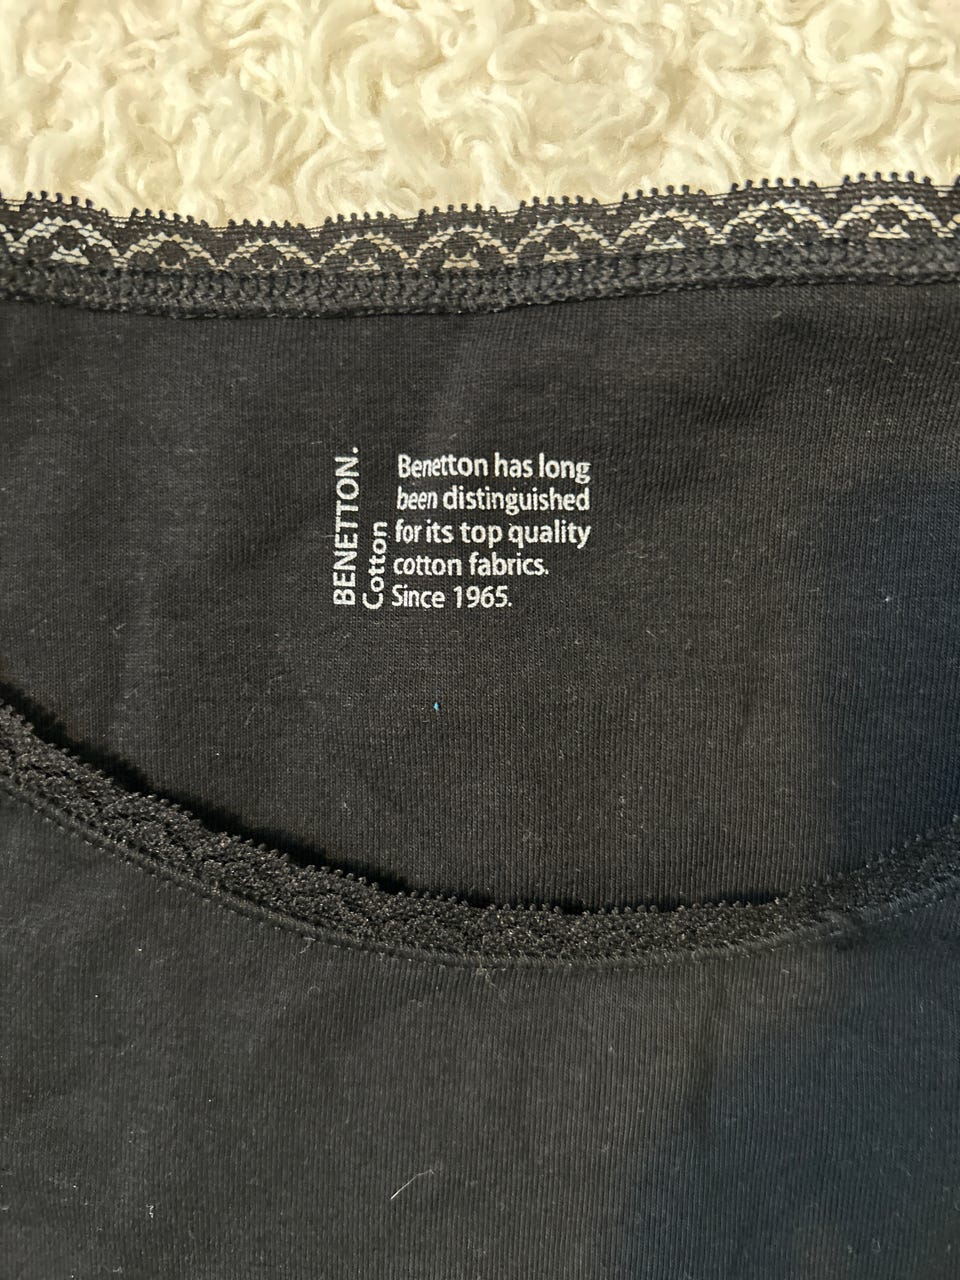 BENETTON.
Cotton
Benetton has long
been distinguished
for its top quality
cotton fabrics.
Since 1965.